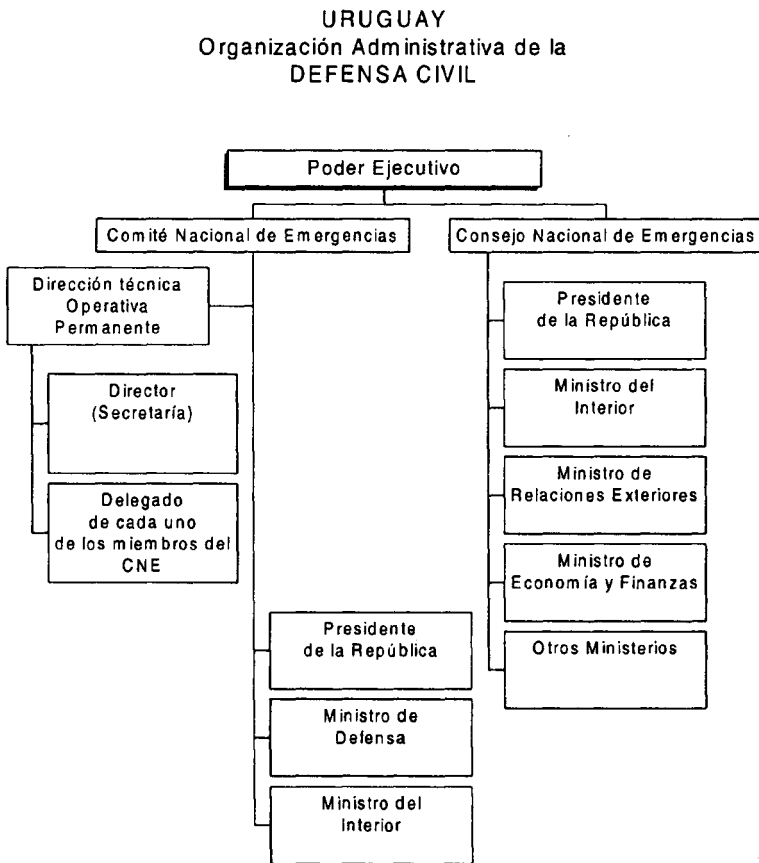 URUGUAY
Organización Administrativa de la
DEFENSA CIVIL
Poder Ejecutivo
Comité Nacional de Emergencias
Consejo Nacional de Emergencias
Dirección técnica
Operativa
Permanente
Director
(Secretaría)
Delegado
de cada uno
de los miembros del
CNE
Presidente
de la República
Ministro de
Defensa
Ministro del
Interior
Presidente
de la República
Ministro del
Interior
Ministro de
Relaciones Exteriores
Ministro de
Economía y Finanzas
Otros Ministerios